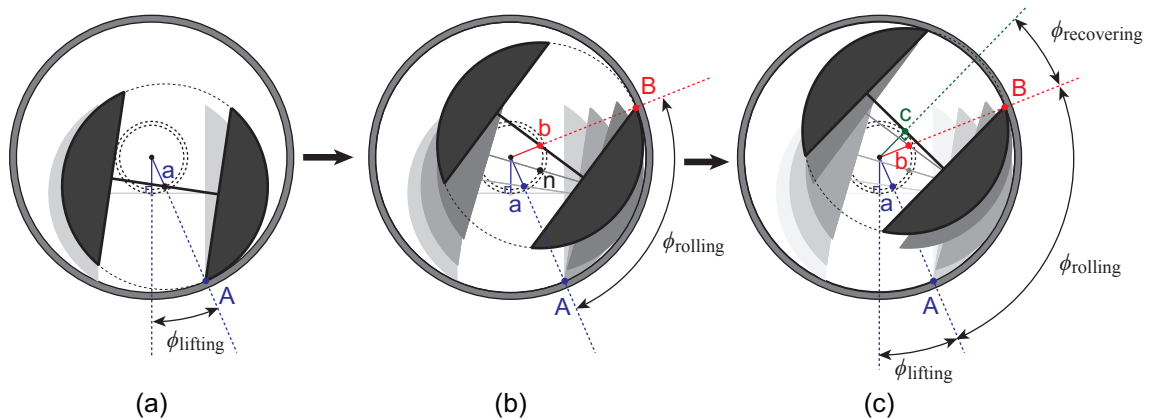 a
A
ϕlifting
(a)
B
b
n
a
A
ϕrolling
(b)
ϕrecovering
B
c
b
a
A
ϕrolling
ϕlifting
(c)